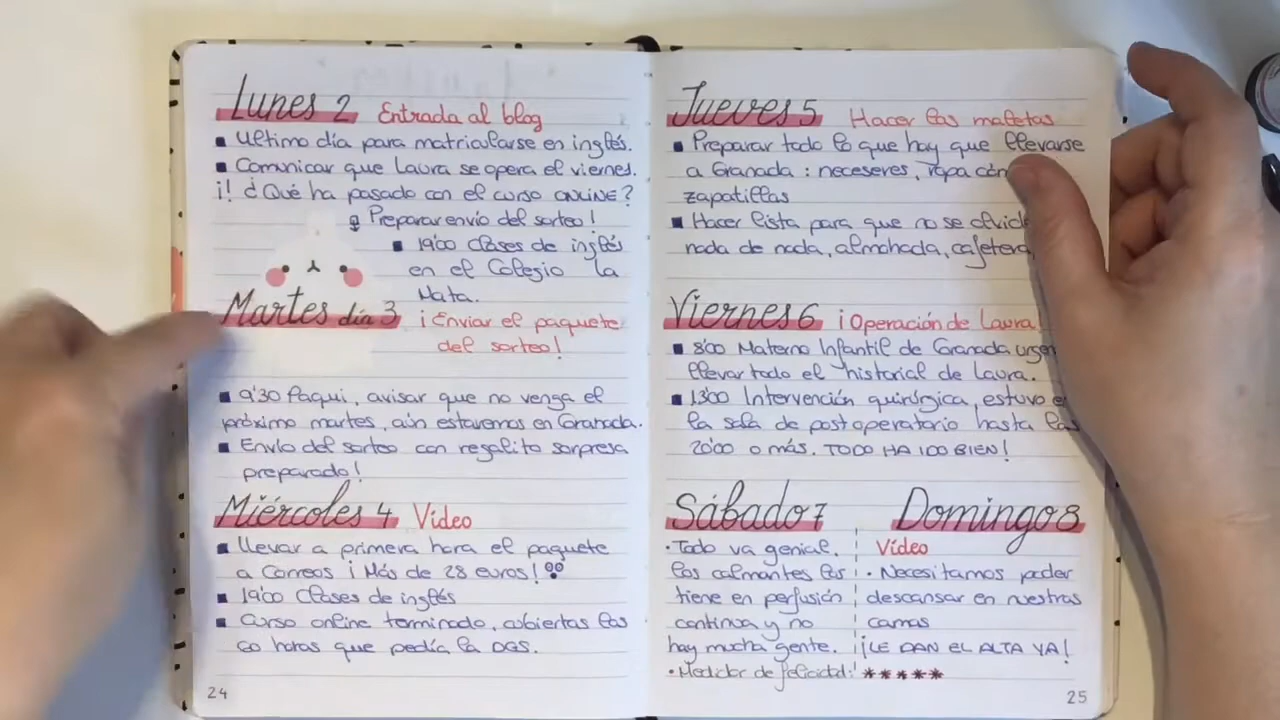 Lunes 2 Entrada al blog
▪ Ultimo día para matricularse en inglés.
▪ Comunicar que Laura se opera el viernes.
¡! ¿Qué ha pasado con el curso ONLINE?
Preparar envío del sorteo!
▪ 19'00 Clases de inglés
en el Colegio la
Nata.
Martes día 3 ¡Enviar el paquete
del sorteo!
▪ 9'30 Paqui, avisar que no venga el
próximo martes, aún estaremos en Granada.
▪ Envío del sorteo con regalito sorpresa
preparado!
Miércoles 4 Vídeo
▪ Llevar a primera hora el paquete
a Correos ¡Más de 28 euros!
▪ 19'00 Clases de inglés
▪ Curso online terminado, cubiertas las
60 horas que pedía la DGS.
24
Jueves 5 Hacer las maletas
▪ Preparar todo lo que hay que llevarse
a Granada: neceseres, ropa
zapatillas
▪ Hacer lista para que no se olvid
nada de nada, almohada, cafetera
Viernes 6 ¡Operación de Laura!
▪ 8'00 Materno Infantil de Granada urgen
llevar todo el historial de Laura.
▪ 13'00 Intervención quirúgica, estuvo e
la sala de postoperatorio hasta las
20'00 o más. TODO HA IDO BIEN!
Sábado 7
· Todo va genial.
los calmantes los
tiene en perfusión
continua y no
hay mucha gente.
· Medidor de felicidad: *****
Domingo 8
Vídeo
· Necesitamos poder
descansar en nuestras
camas
¡¡LE DAN EL ALTA YA!
25